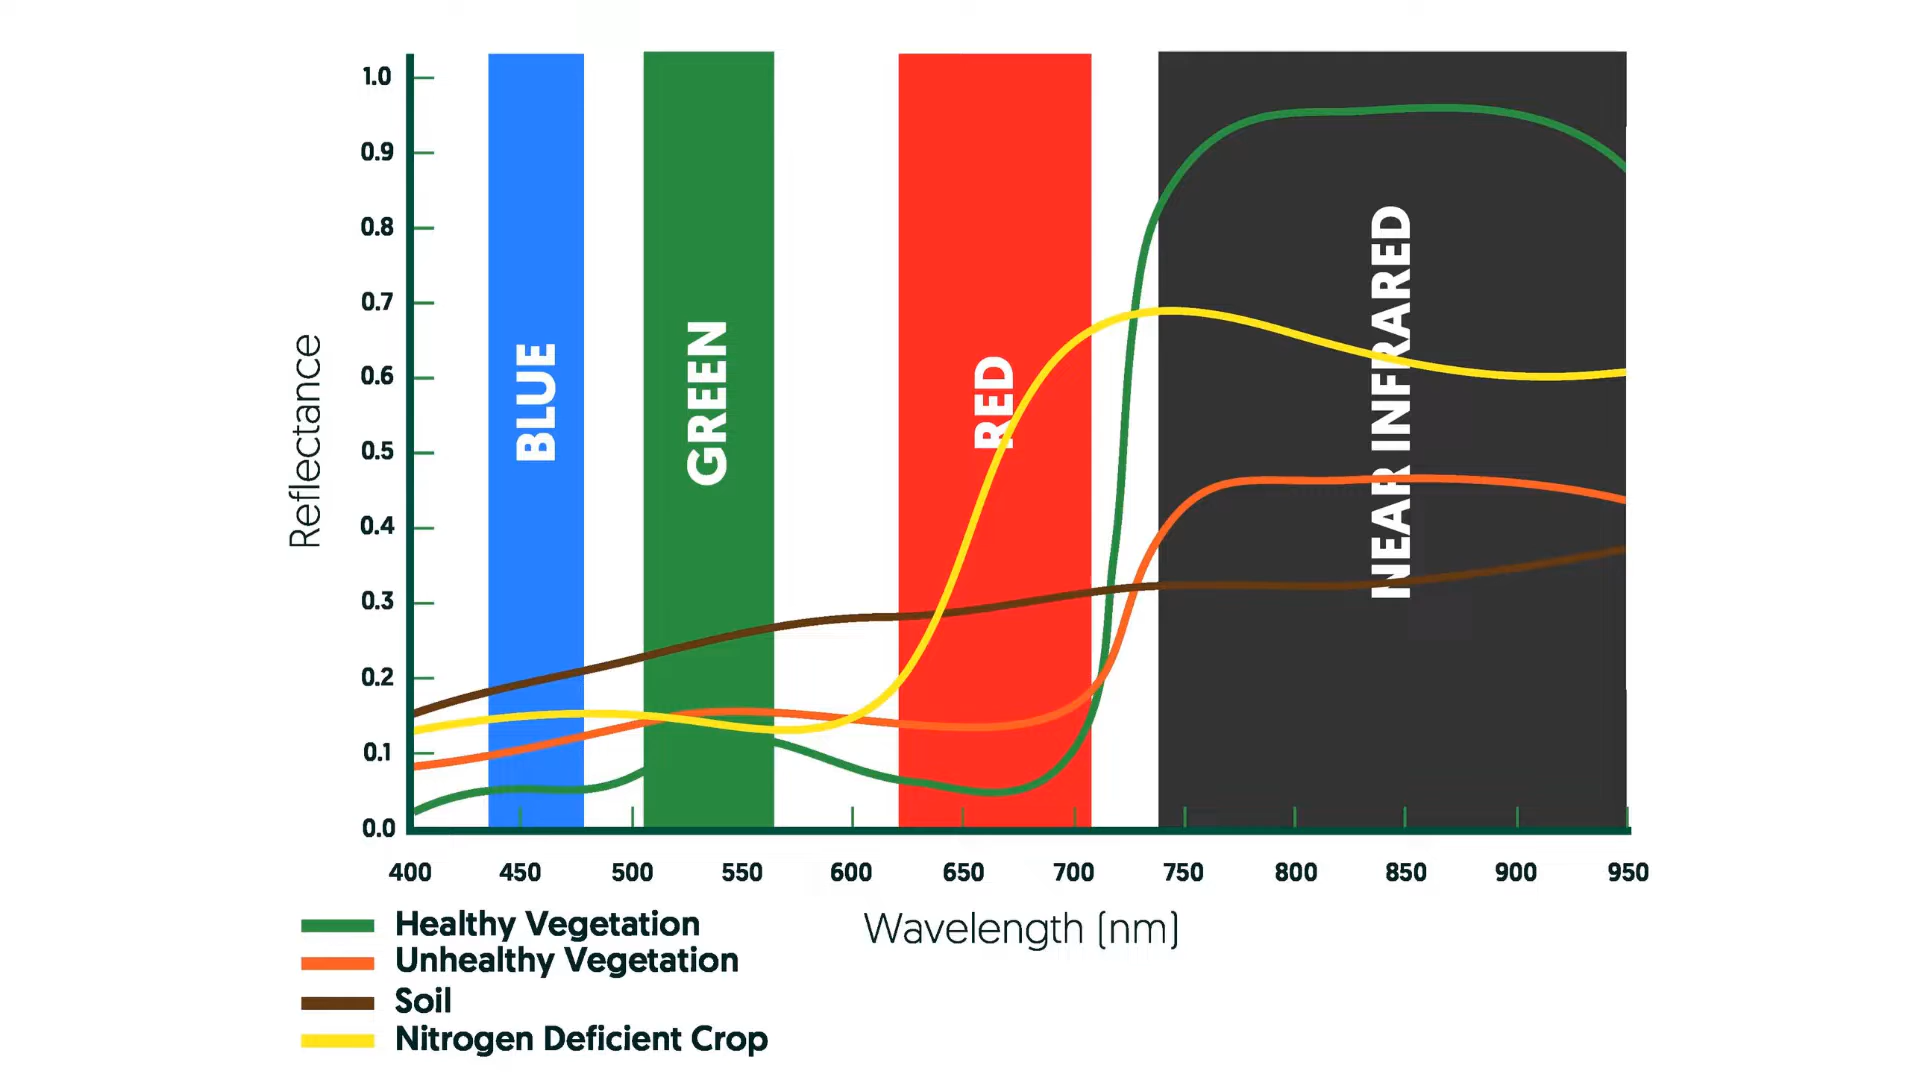 1.0
0.9
0.8
0.7
0.6
0.5
0.4
0.3
0.2
0.1
0.0
Reflectance
BLUE
GREEN
RED
NEAR INFRARED
400 450 500 550 600 650 700 750 800 850 900 950
Wavelength (nm)
Healthy Vegetation
Unhealthy Vegetation
Soil
Nitrogen Deficient Crop